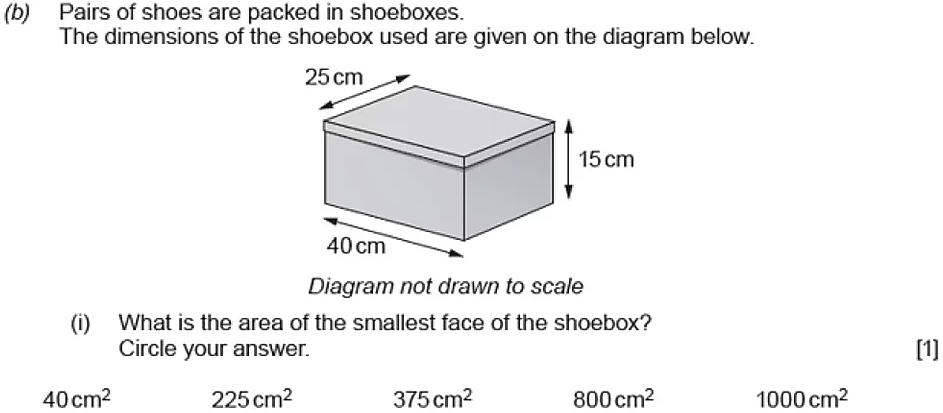 (b) Pairs of shoes are packed in shoeboxes.
The dimensions of the shoebox used are given on the diagram below.
25 cm
15 cm
40 cm
Diagram not drawn to scale
(i) What is the area of the smallest face of the shoebox?
Circle your answer. [1]
40 cm² 225 cm² 375 cm² 800 cm² 1000 cm²